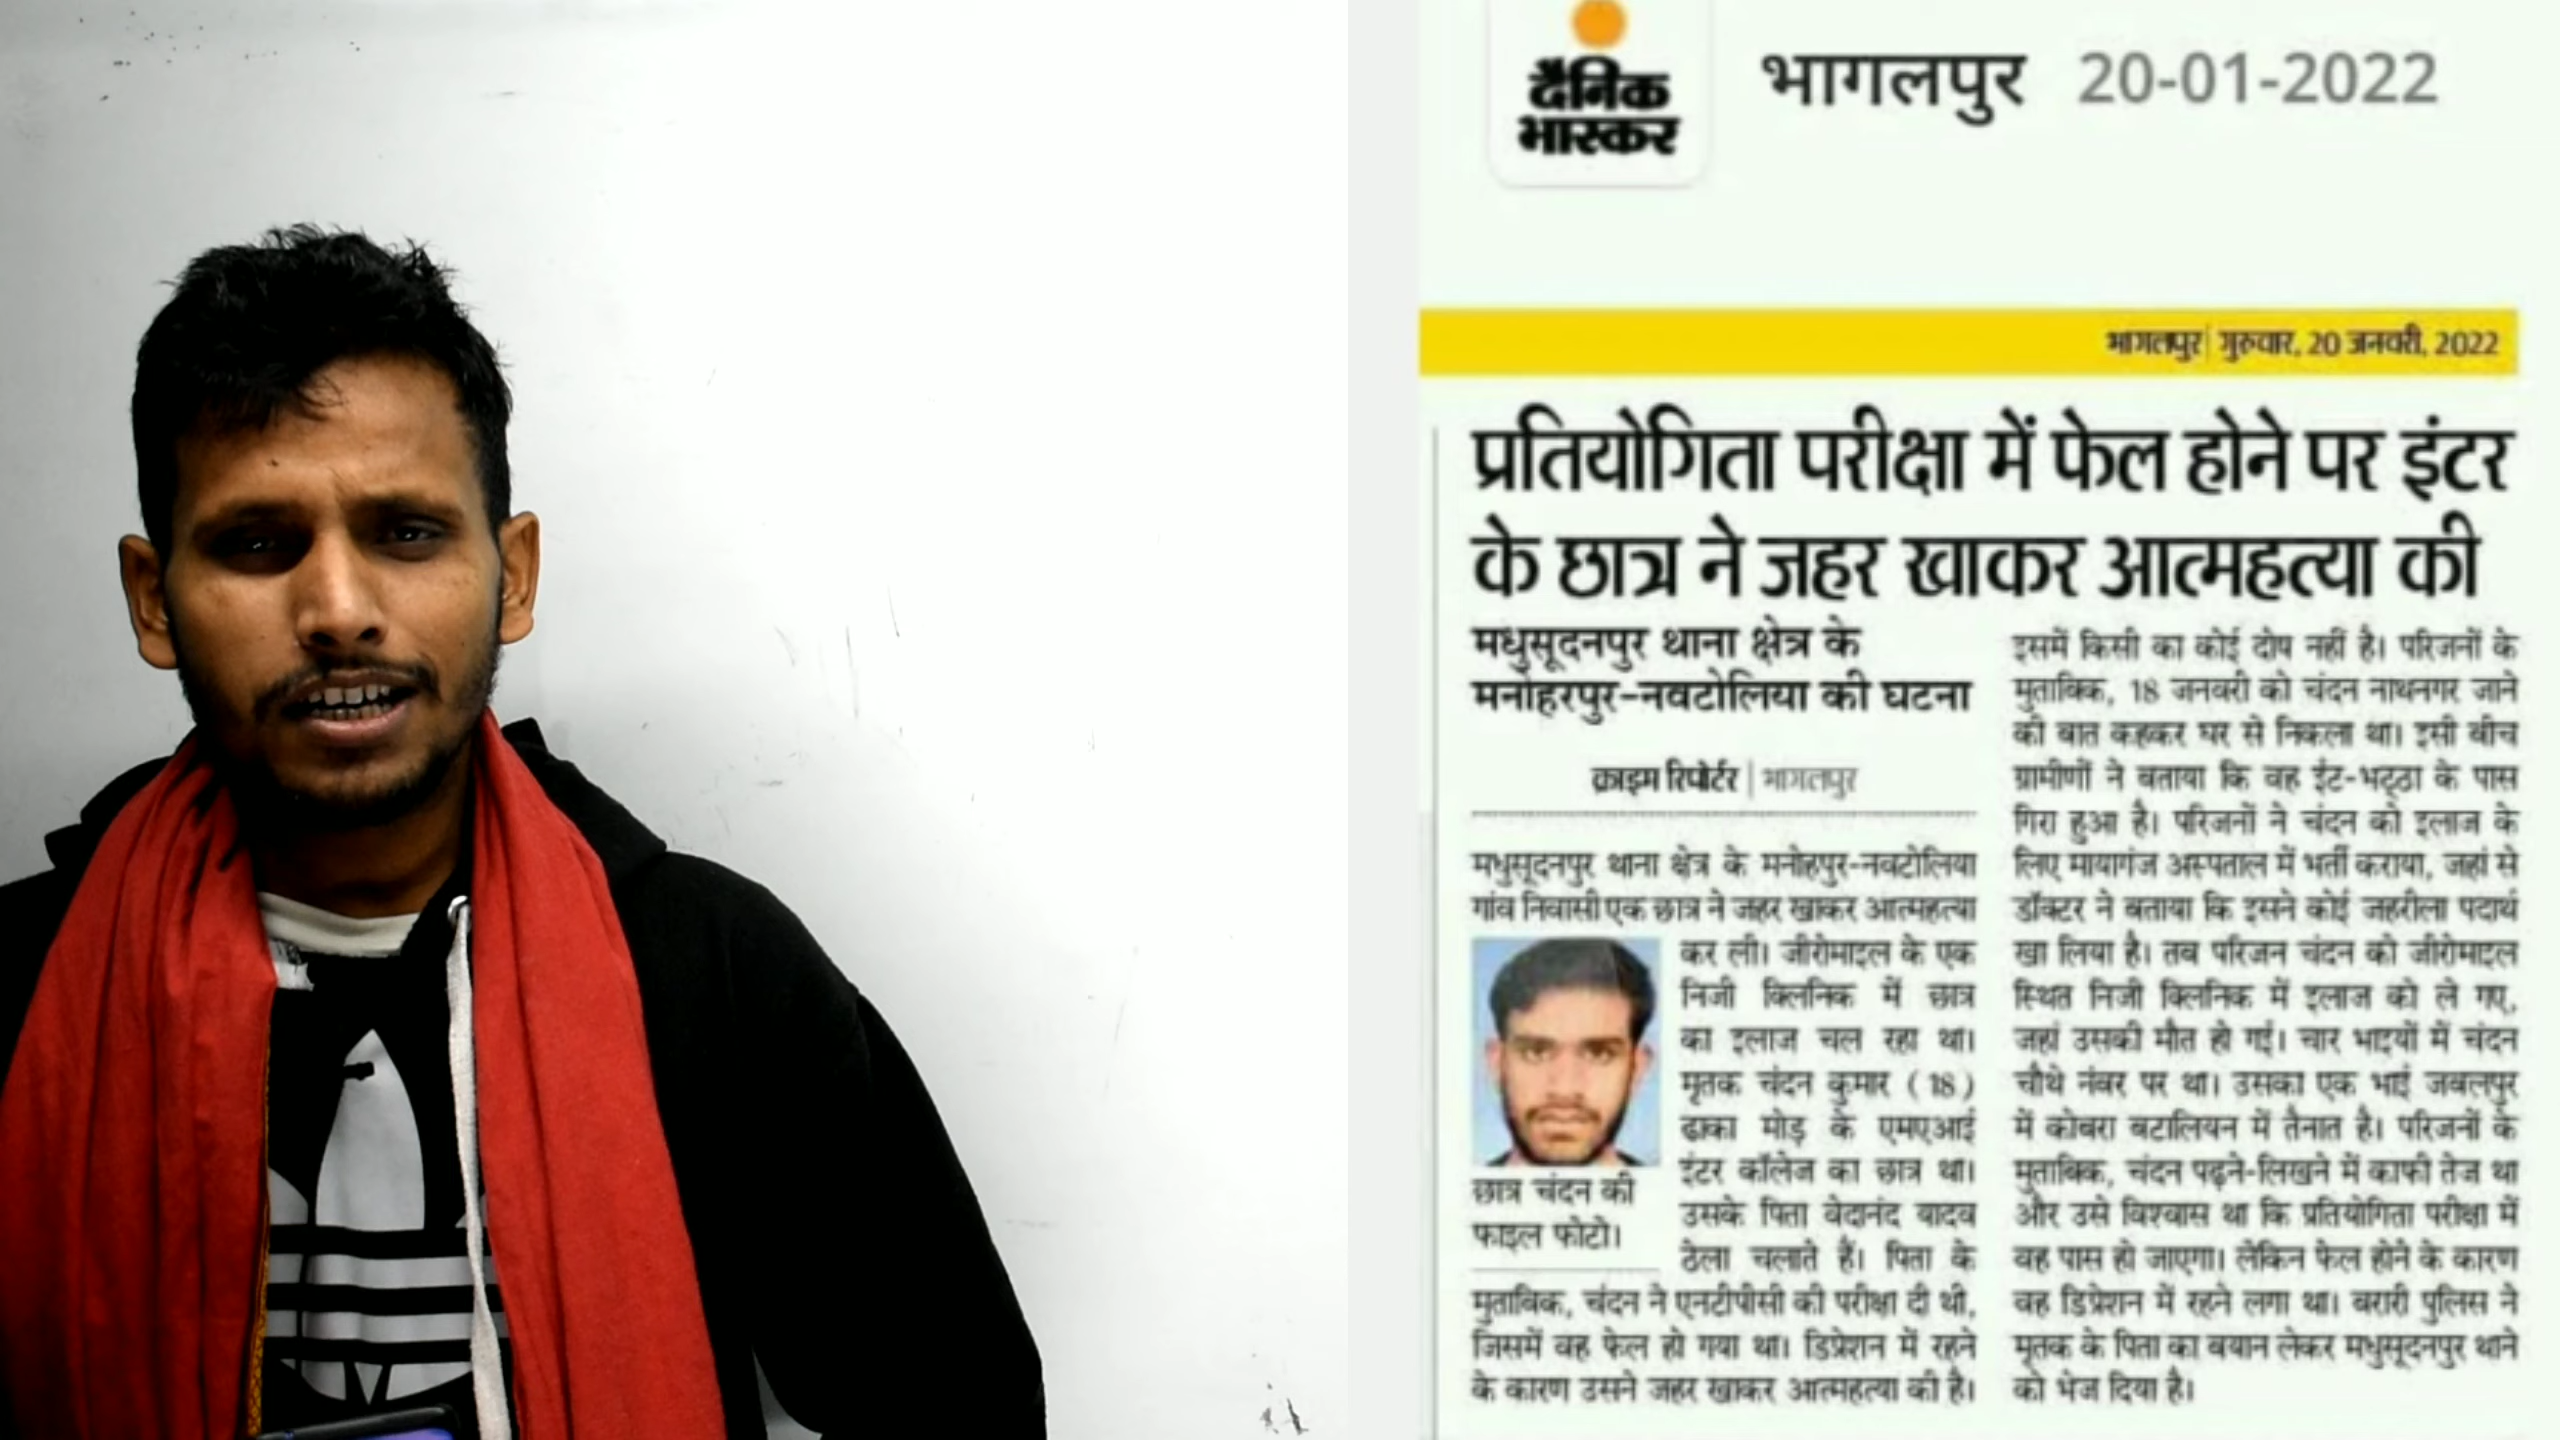 दैनिक
भास्कर
भागलपुर 20-01-2022
भागलपुर | गुरुवार, 20 जनवरी, 2022
प्रतियोगिता परीक्षा में फेल होने पर इंटर
के छात्र ने जहर खाकर आत्महत्या की
मधुसूदनपुर थाना क्षेत्र के
मनोहरपुर-नवटोलिया की घटना
क्राइम रिपोर्टर | भागलपुर
मधुसूदनपुर थाना क्षेत्र के मनोहपुर-नवटोलिया
गांव निवासी एक छात्र ने जहर खाकर आत्महत्या
कर ली। जीरोमाइल के एक
निजी क्लिनिक में छात्र
का इलाज चल रहा था।
मृतक चंदन कुमार (18)
ढाका मोड़ के एमएआई
इंटर कॉलेज का छात्र था।
उसके पिता वेदानंद यादव
ठेला चलाते हैं। पिता के
छात्र चंदन की
फाइल फोटो।
मुताबिक, चंदन ने एनटीपीसी की परीक्षा दी थी,
जिसमें वह फेल हो गया था। डिप्रेशन में रहने
के कारण उसने जहर खाकर आत्महत्या की है।
इसमें किसी का कोई दोष नहीं है। परिजनों के
मुताबिक, 18 जनवरी को चंदन नाथनगर जाने
की बात कहकर घर से निकला था। इसी बीच
ग्रामीणों ने बताया कि वह ईंट-भट्‌ठा के पास
गिरा हुआ है। परिजनों ने चंदन को इलाज के
लिए मायागंज अस्पताल में भर्ती कराया, जहां से
डॉक्टर ने बताया कि इसने कोई जहरीला पदार्थ
खा लिया है। तब परिजन चंदन को जीरोमाइल
स्थित निजी क्लिनिक में इलाज को ले गए,
जहां उसकी मौत हो गई। चार भाइयों में चंदन
चौथे नंबर पर था। उसका एक भाई जबलपुर
में कोबरा बटालियन में तैनात है। परिजनों के
मुताबिक, चंदन पढ़ने-लिखने में काफी तेज था
और उसे विश्वास था कि प्रतियोगिता परीक्षा में
वह पास हो जाएगा। लेकिन फेल होने के कारण
वह डिप्रेशन में रहने लगा था। बरारी पुलिस ने
मृतक के पिता का बयान लेकर मधुसूदनपुर थाने
को भेज दिया है।